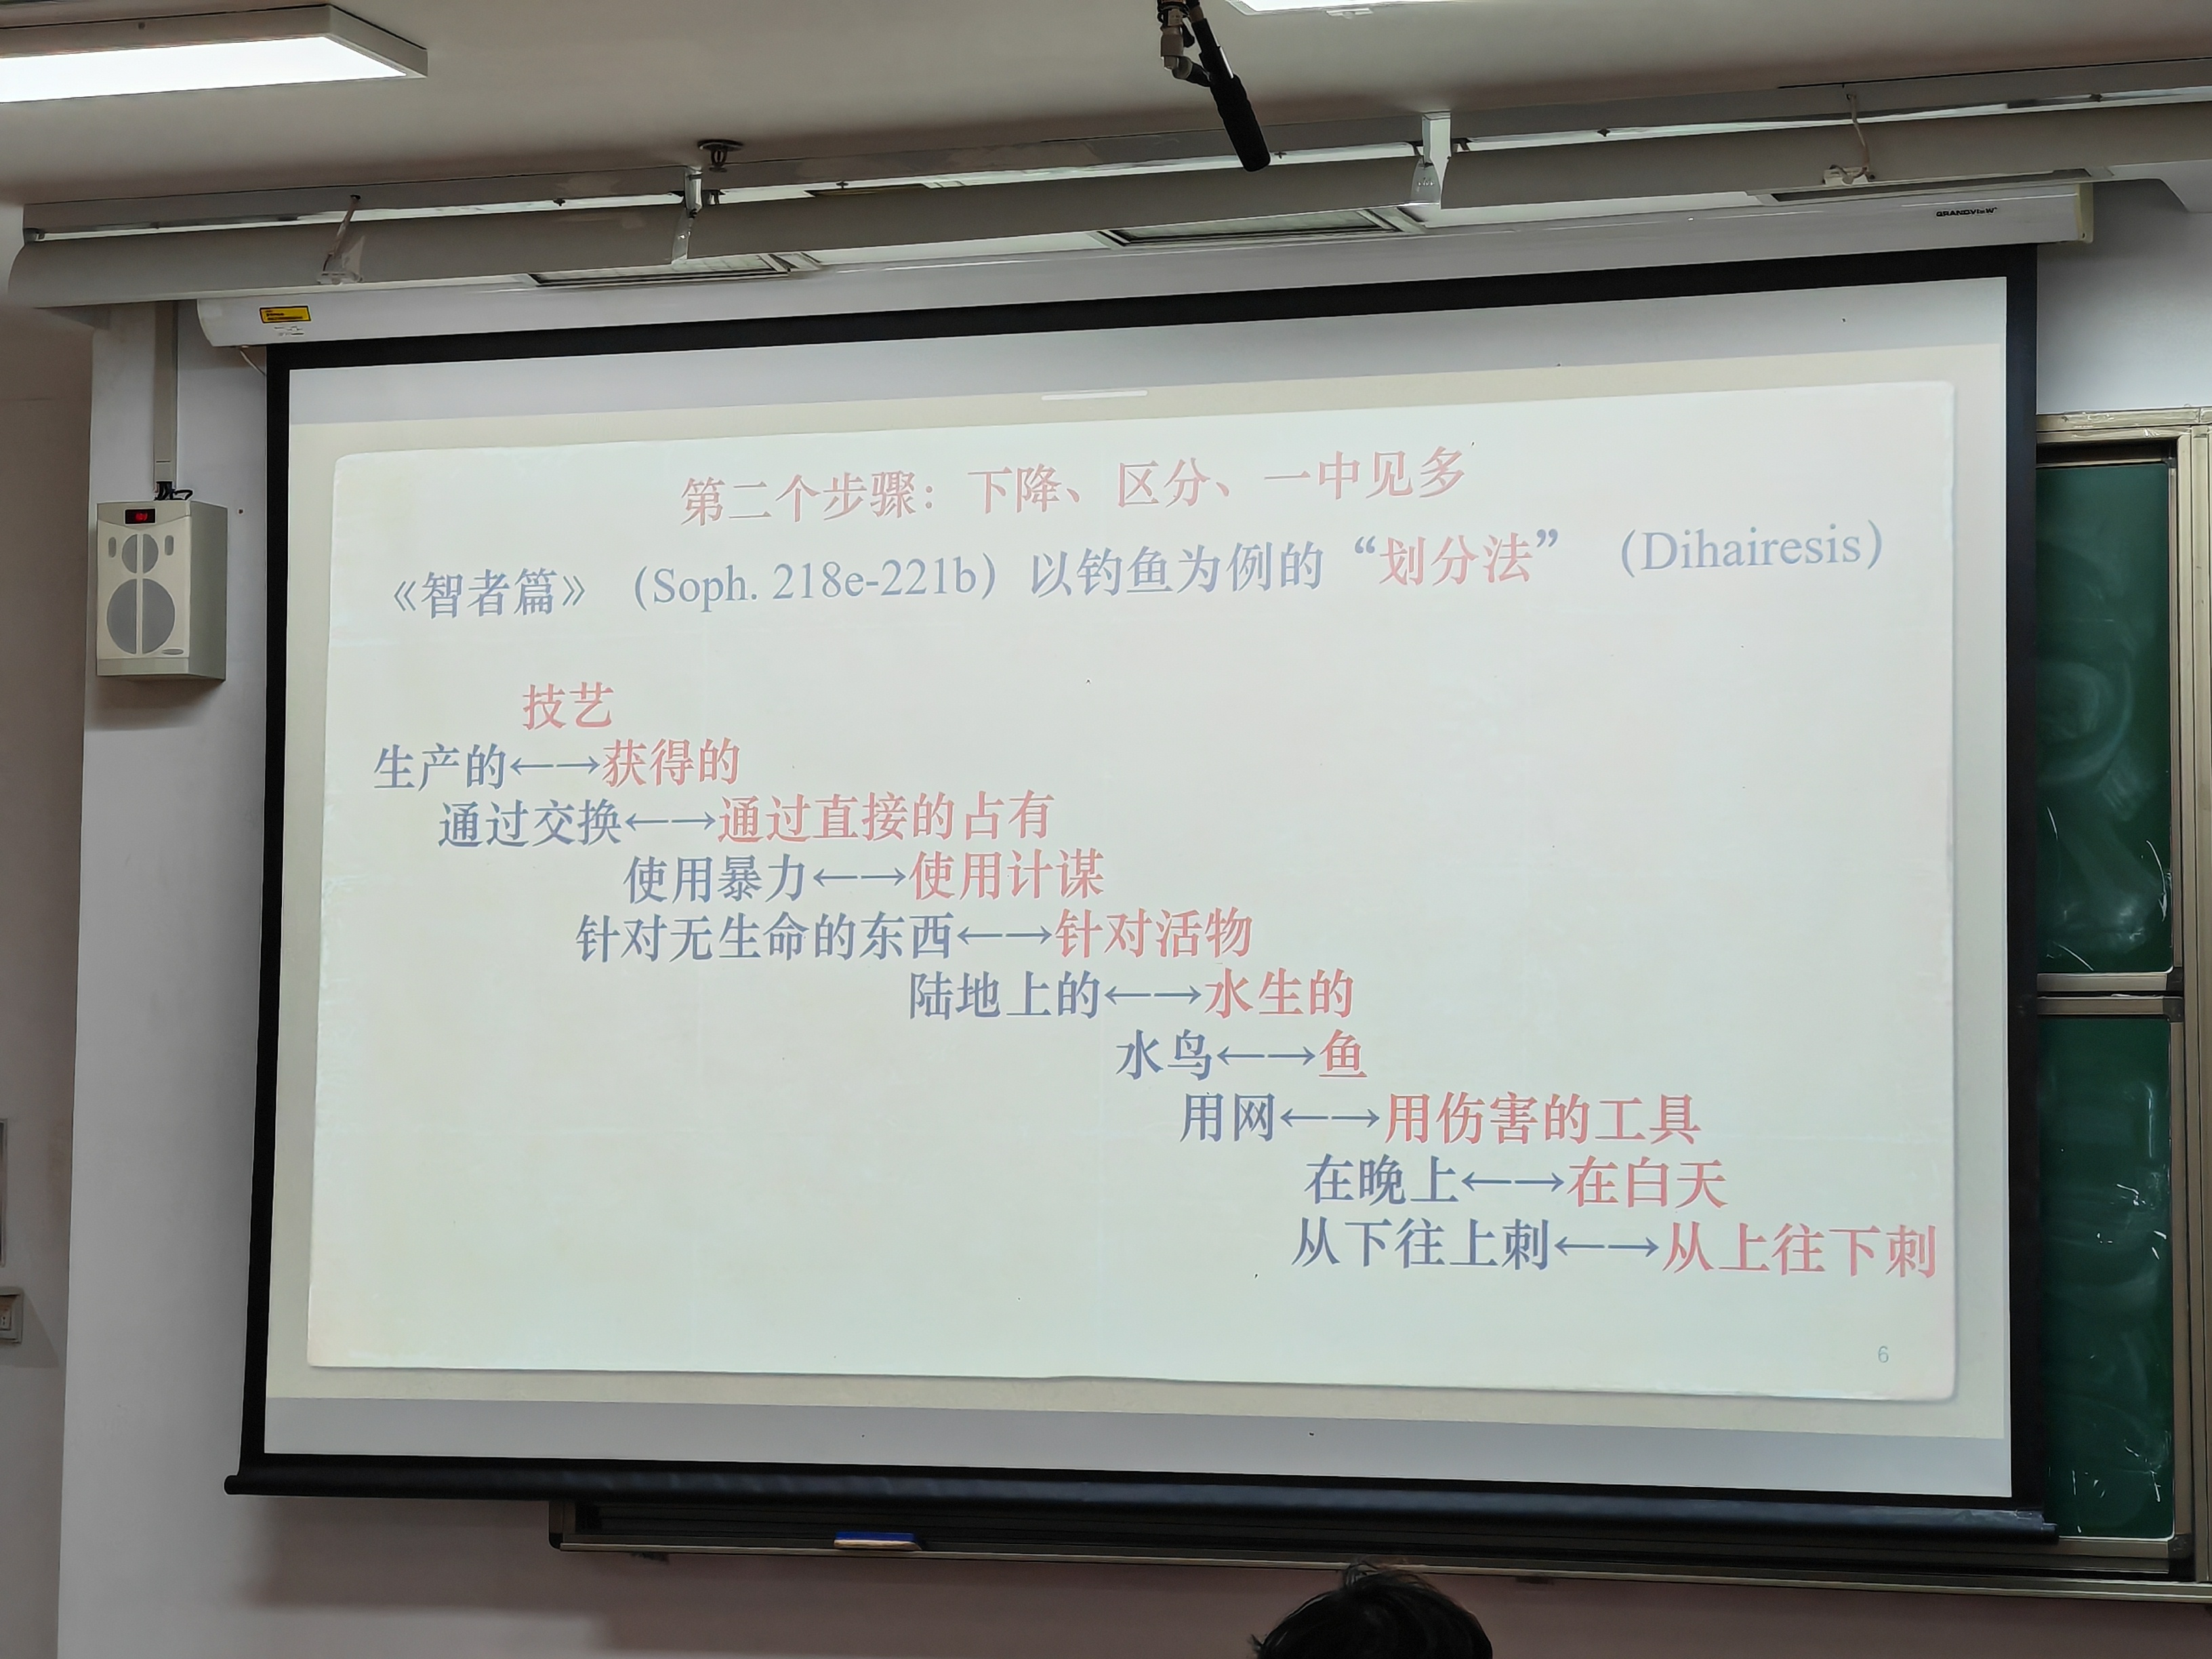 GRANDVIEW
第二个步骤：下降、区分、一中见多
《智者篇》（Soph. 218e-221b）以钓鱼为例的“划分法”（Dihairesis）
技艺
生产的←→获得的
通过交换←→通过直接的占有
使用暴力←→使用计谋
针对无生命的东西←→针对活物
陆地上的←→水生的
水鸟←→鱼
用网←→用伤害的工具
在晚上←→在白天
从下往上刺←→从上往下刺
6